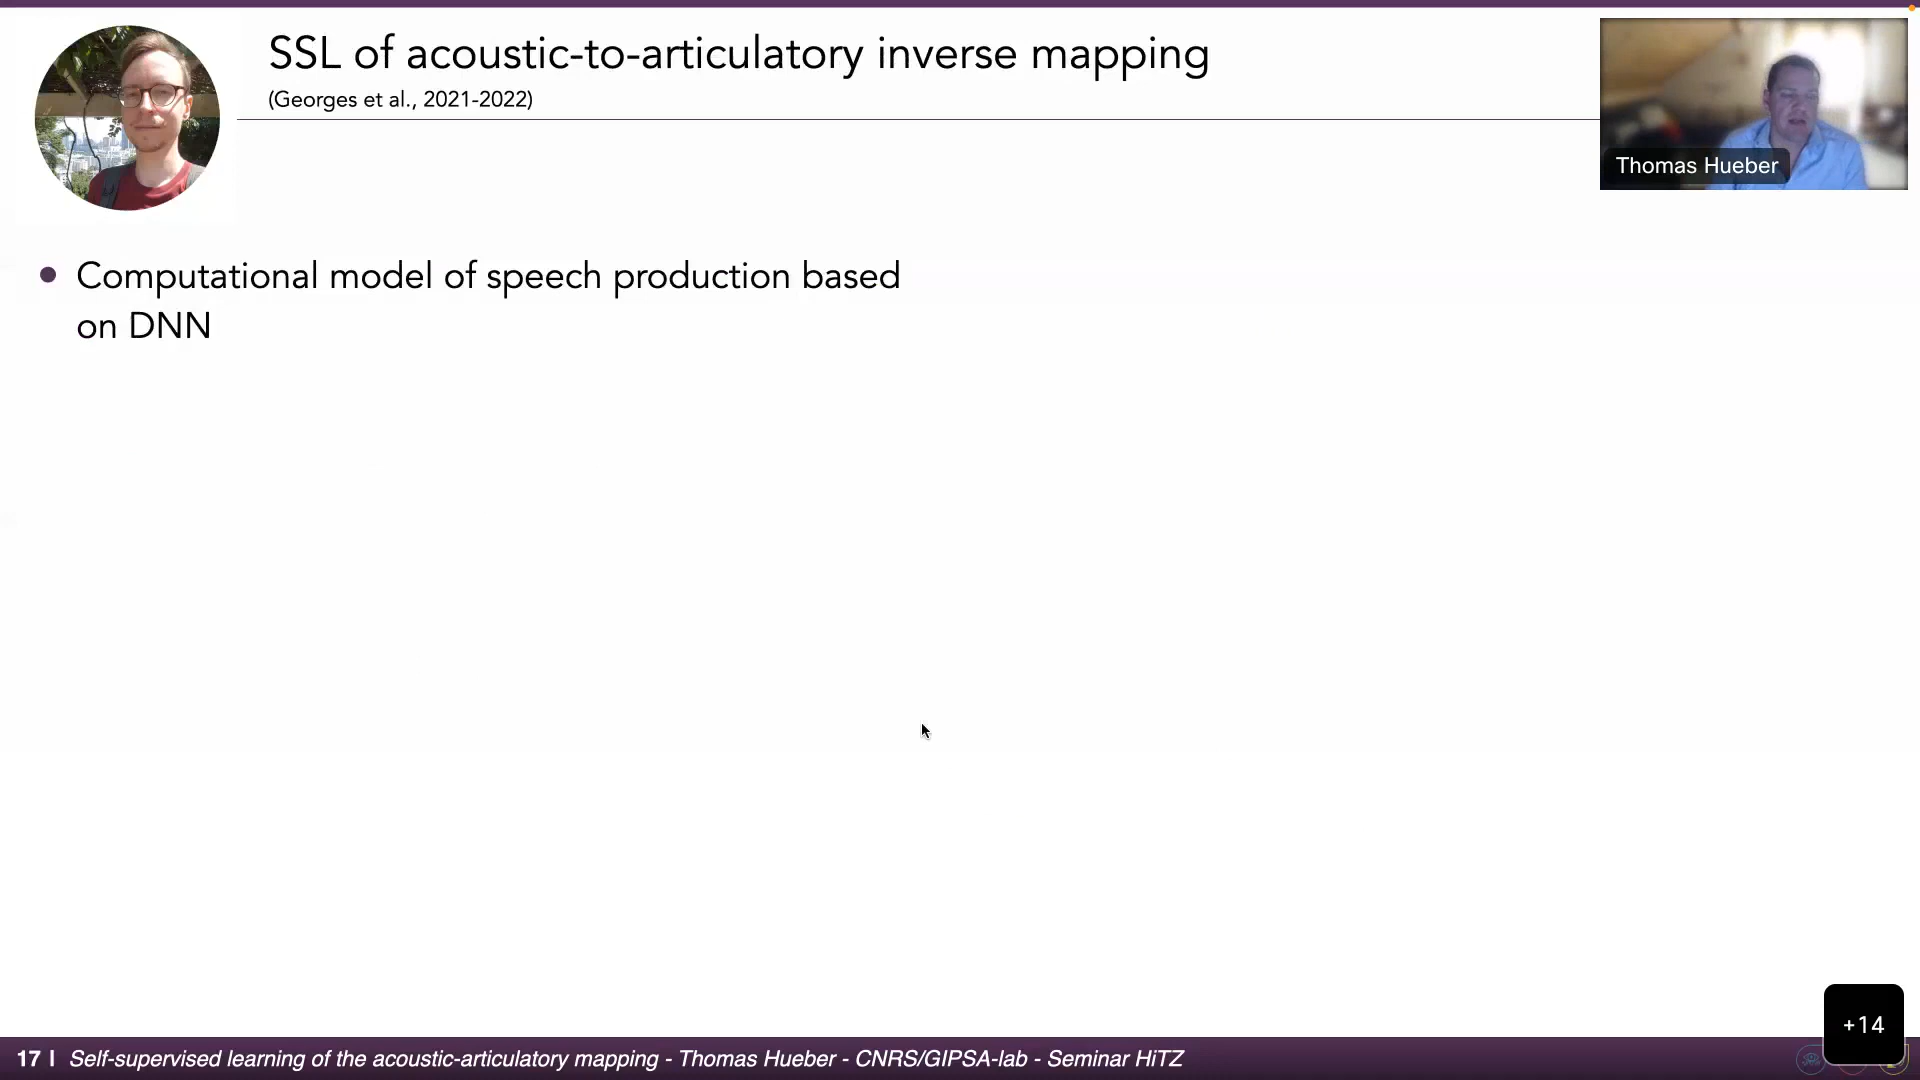 SSL of acoustic-to-articulatory inverse mapping
(Georges et al., 2021-2022)
Thomas Hueber
Computational model of speech production based
on DNN
+14
17 | Self-supervised learning of the acoustic-articulatory mapping - Thomas Hueber - CNRS/GIPSA-lab - Seminar HiTZ